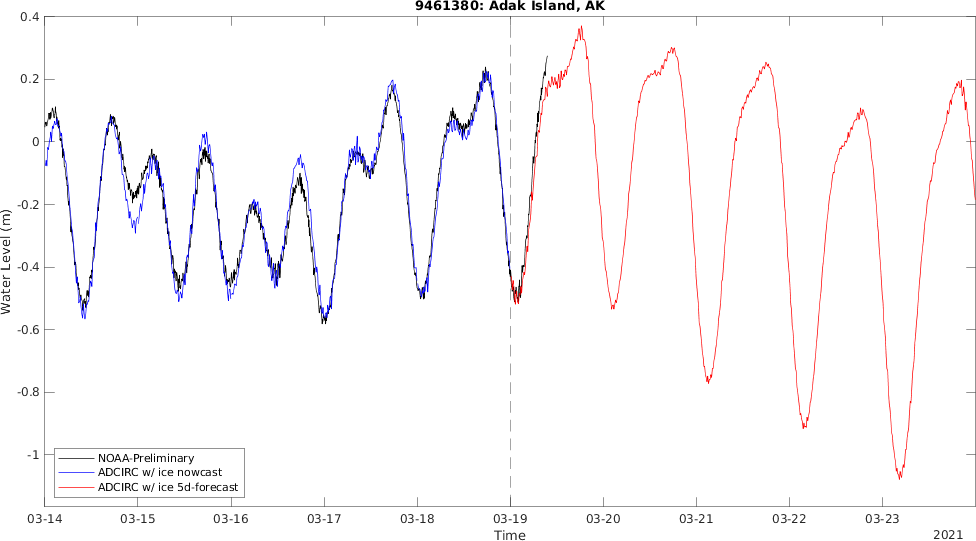 9461380: Adak Island, AK
0.4
0.2
0
-0.2
-0.4
-0.6
-0.8
-1
Water Level (m)
NOAA-Preliminary
ADCIRC w/ ice nowcast
ADCIRC w/ ice 5d-forecast
03-14 03-15 03-16 03-17 03-18 03-19 03-20 03-21 03-22 03-23
Time
2021